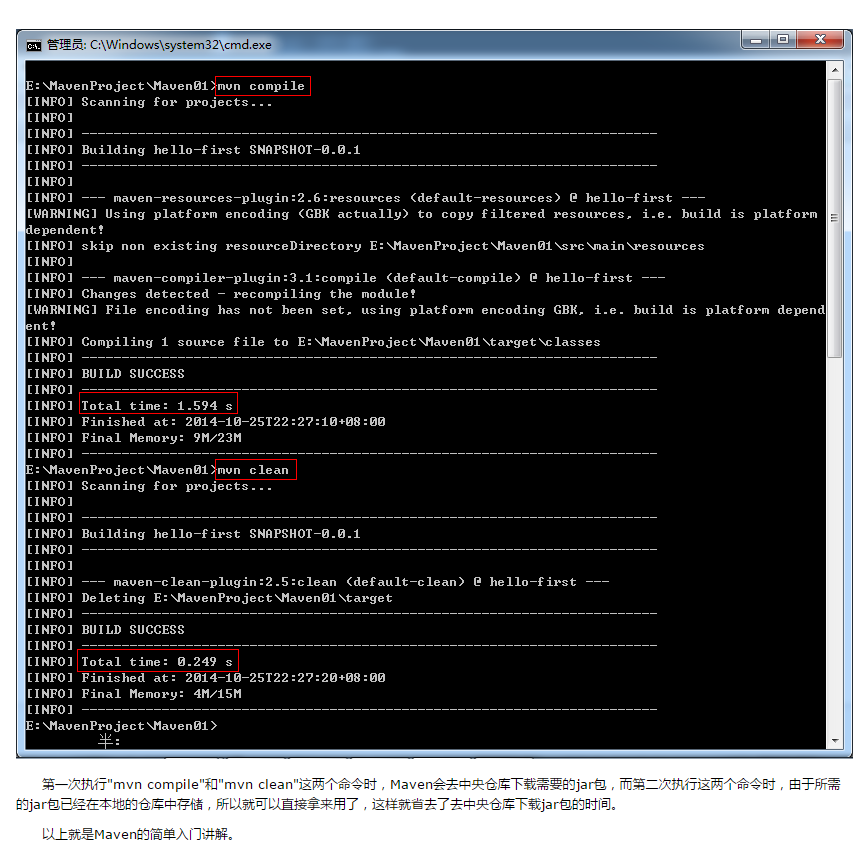 管理员: C:\Windows\system32\cmd.exe
E:\MavenProject\Maven01>mvn compile
[INFO] Scanning for projects...
[INFO]
[INFO] ------------------------------------------------------------------------
[INFO] Building hello-first SNAPSHOT-0.0.1
[INFO] ------------------------------------------------------------------------
[INFO]
[INFO] --- maven-resources-plugin:2.6:resources (default-resources) @ hello-first ---
[WARNING] Using platform encoding (GBK actually) to copy filtered resources, i.e. build is platform
dependent!
[INFO] skip non existing resourceDirectory E:\MavenProject\Maven01\src\main\resources
[INFO]
[INFO] --- maven-compiler-plugin:3.1:compile (default-compile) @ hello-first ---
[INFO] Changes detected - recompiling the module!
[WARNING] File encoding has not been set, using platform encoding GBK, i.e. build is platform depend
ent!
[INFO] Compiling 1 source file to E:\MavenProject\Maven01\target\classes
[INFO] ------------------------------------------------------------------------
[INFO] BUILD SUCCESS
[INFO] ------------------------------------------------------------------------
[INFO] Total time: 1.594 s
[INFO] Finished at: 2014-10-25T22:27:10+08:00
[INFO] Final Memory: 9M/23M
[INFO] ------------------------------------------------------------------------
E:\MavenProject\Maven01>mvn clean
[INFO] Scanning for projects...
[INFO]
[INFO] ------------------------------------------------------------------------
[INFO] Building hello-first SNAPSHOT-0.0.1
[INFO] ------------------------------------------------------------------------
[INFO]
[INFO] --- maven-clean-plugin:2.5:clean (default-clean) @ hello-first ---
[INFO] Deleting E:\MavenProject\Maven01\target
[INFO] ------------------------------------------------------------------------
[INFO] BUILD SUCCESS
[INFO] ------------------------------------------------------------------------
[INFO] Total time: 0.249 s
[INFO] Finished at: 2014-10-25T22:27:20+08:00
[INFO] Final Memory: 4M/15M
[INFO] ------------------------------------------------------------------------
E:\MavenProject\Maven01>
半:
第一次执行"mvn compile"和"mvn clean"这两个命令时，Maven会去中央仓库下载需要的jar包，而第二次执行这两个命令时，由于所需
的jar包已经在本地的仓库中存储，所以就可以直接拿来用了，这样就省去了去中央仓库下载jar包的时间。
以上就是Maven的简单入门讲解。